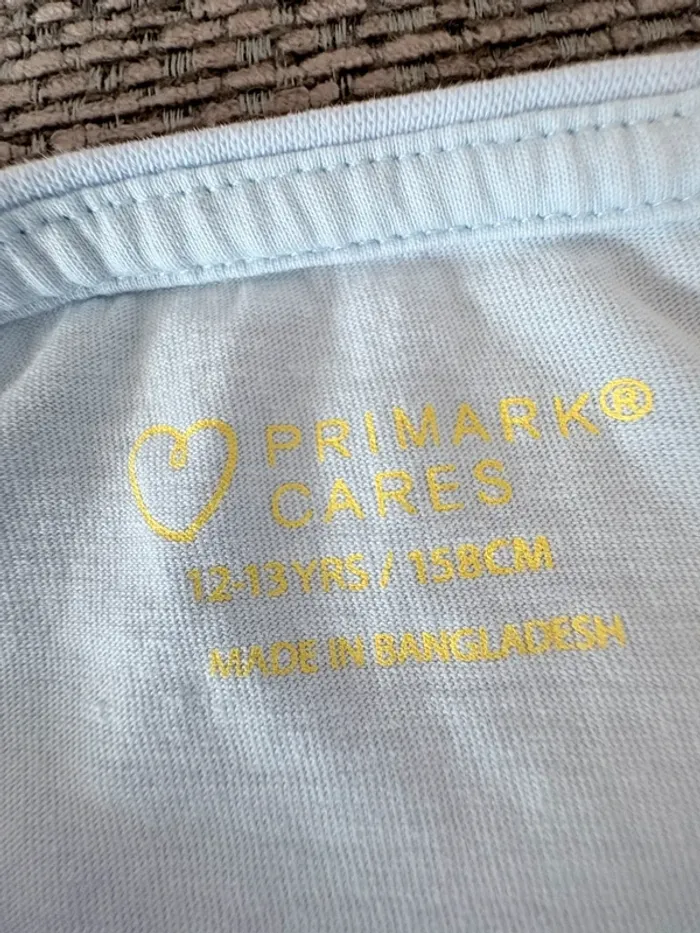 PRIMARK®
CARES
12-13YRS / 158CM
MADE IN BANGLADESH